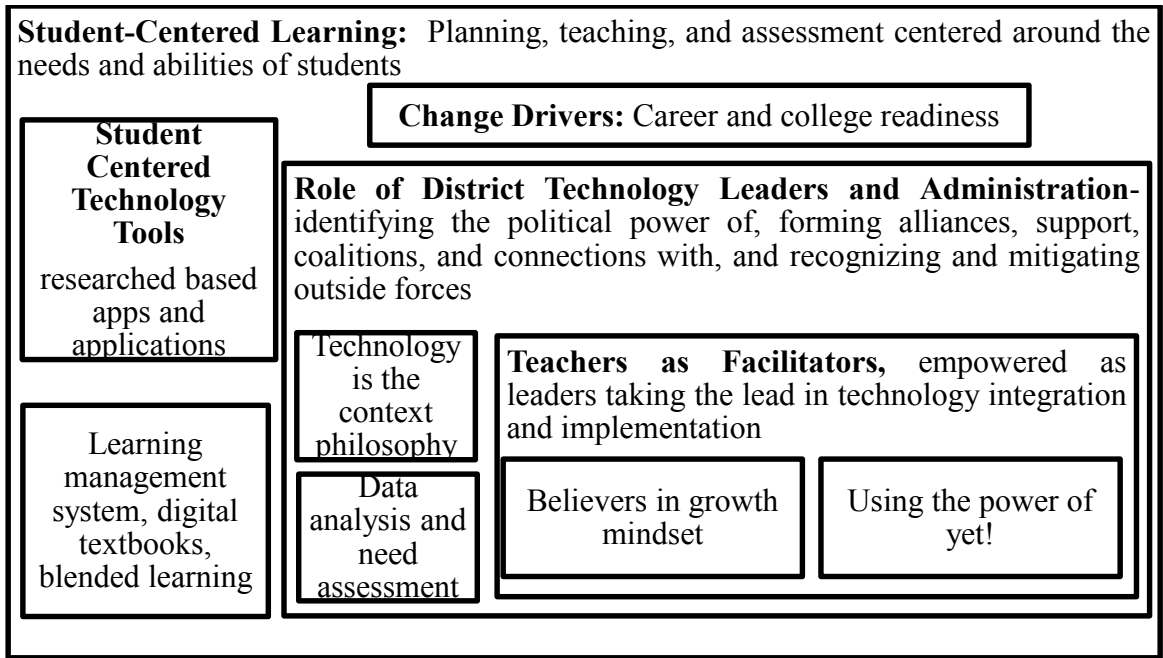 Student-Centered Learning: Planning, teaching, and assessment centered around the
needs and abilities of students
Change Drivers: Career and college readiness
Student
Centered
Technology
Tools
researched based
apps and
applications
Learning
management
system, digital
textbooks,
blended learning
Role of District Technology Leaders and Administration-
identifying the political power of, forming alliances, support,
coalitions, and connections with, and recognizing and mitigating
outside forces
Technology
is the
context
philosophy
Data
analysis and
need
assessment
Teachers as Facilitators, empowered as
leaders taking the lead in technology integration
and implementation
Believers in growth
mindset
Using the power of
yet!